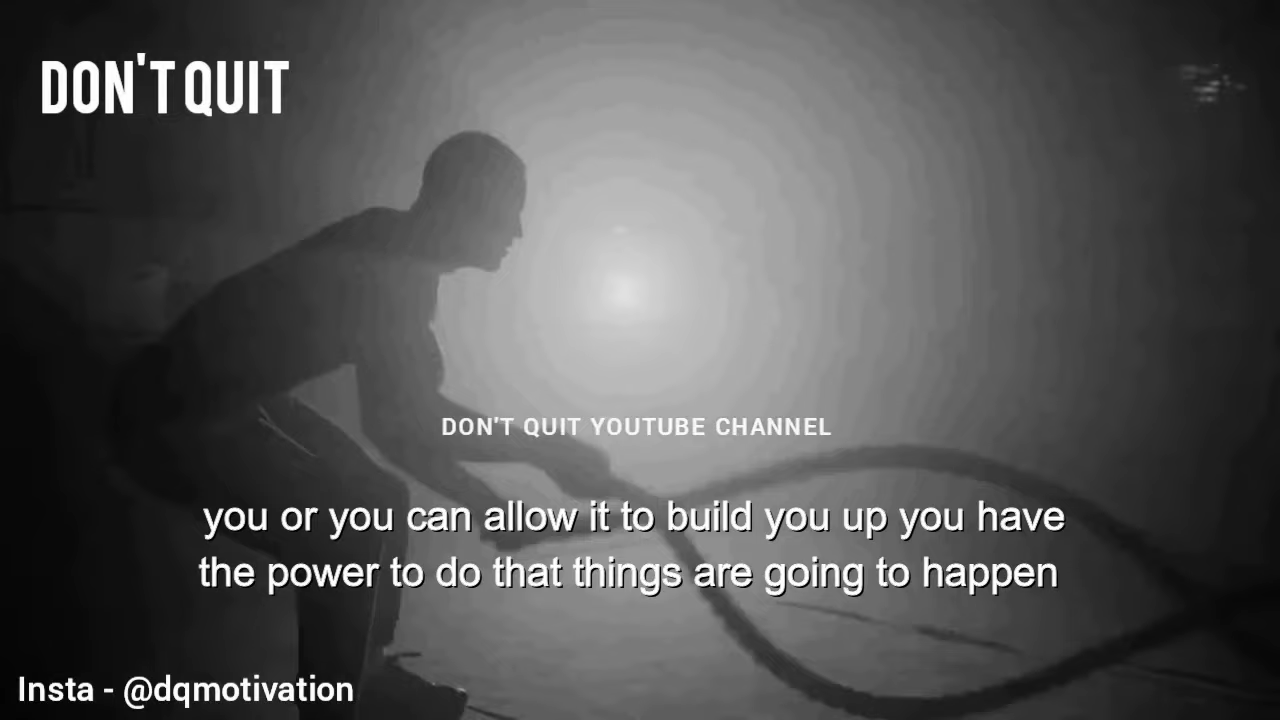 DON'T QUIT
DON'T QUIT YOUTUBE CHANNEL
you or you can allow it to build you up you have
the power to do that things are going to happen
Insta - @dqmotivation